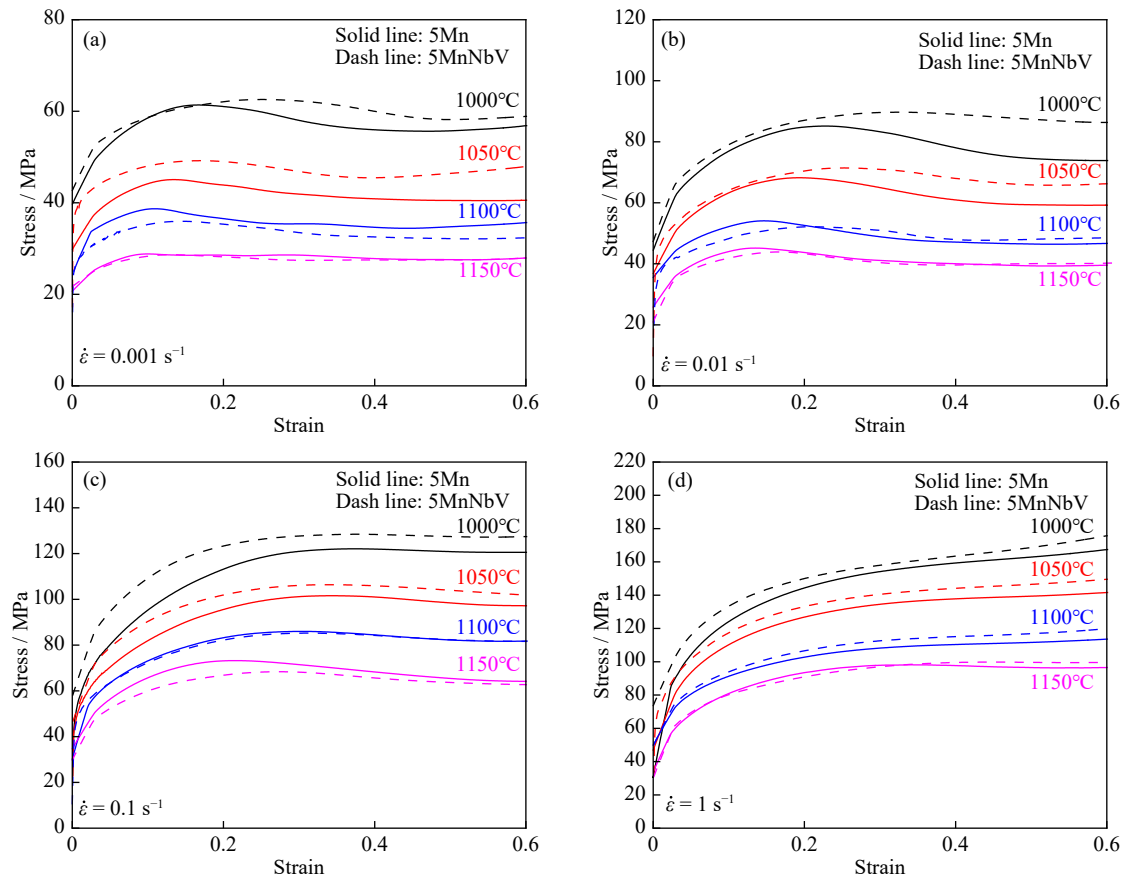 (a)
Solid line: 5Mn
Dash line: 5MnNbV
1000°C
1050°C
1100°C
1150°C
ε̇ = 0.001 s⁻¹
Stress / MPa
80
60
40
20
0
0
0.2
0.4
0.6
Strain
(b)
Solid line: 5Mn
Dash line: 5MnNbV
1000°C
1050°C
1100°C
1150°C
ε̇ = 0.01 s⁻¹
Stress / MPa
120
100
80
60
40
20
0
0
0.2
0.4
0.6
Strain
(c)
Solid line: 5Mn
Dash line: 5MnNbV
1000°C
1050°C
1100°C
1150°C
ε̇ = 0.1 s⁻¹
Stress / MPa
160
140
120
100
80
60
40
20
0
0
0.2
0.4
0.6
Strain
(d)
Solid line: 5Mn
Dash line: 5MnNbV
1000°C
1050°C
1100°C
1150°C
ε̇ = 1 s⁻¹
Stress / MPa
220
200
180
160
140
120
100
80
60
40
20
0
0
0.2
0.4
0.6
Strain